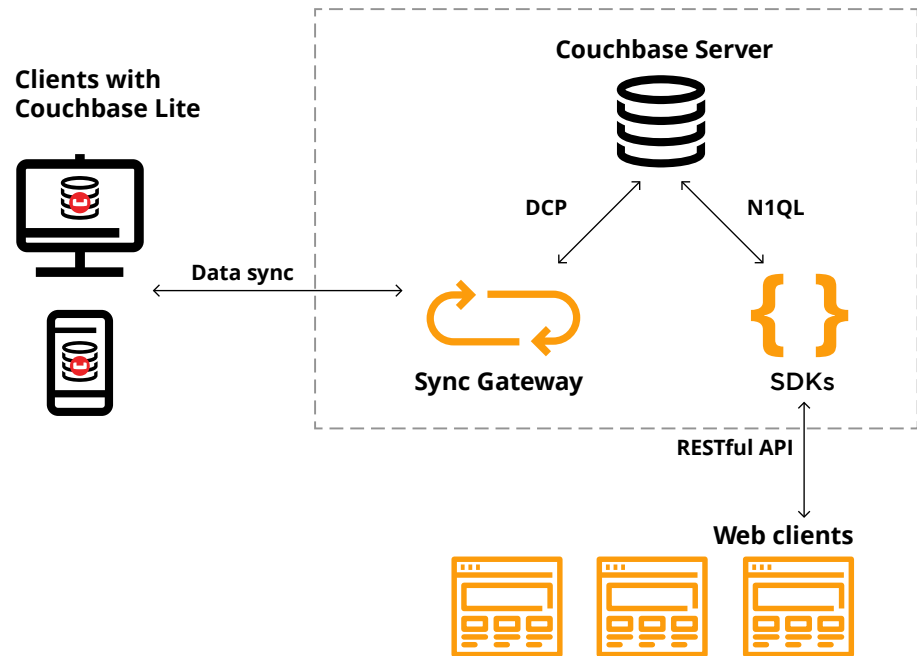 Couchbase Server
Clients with
Couchbase Lite
DCP
N1QL
Data sync
Sync Gateway
SDKs
RESTful API
Web clients